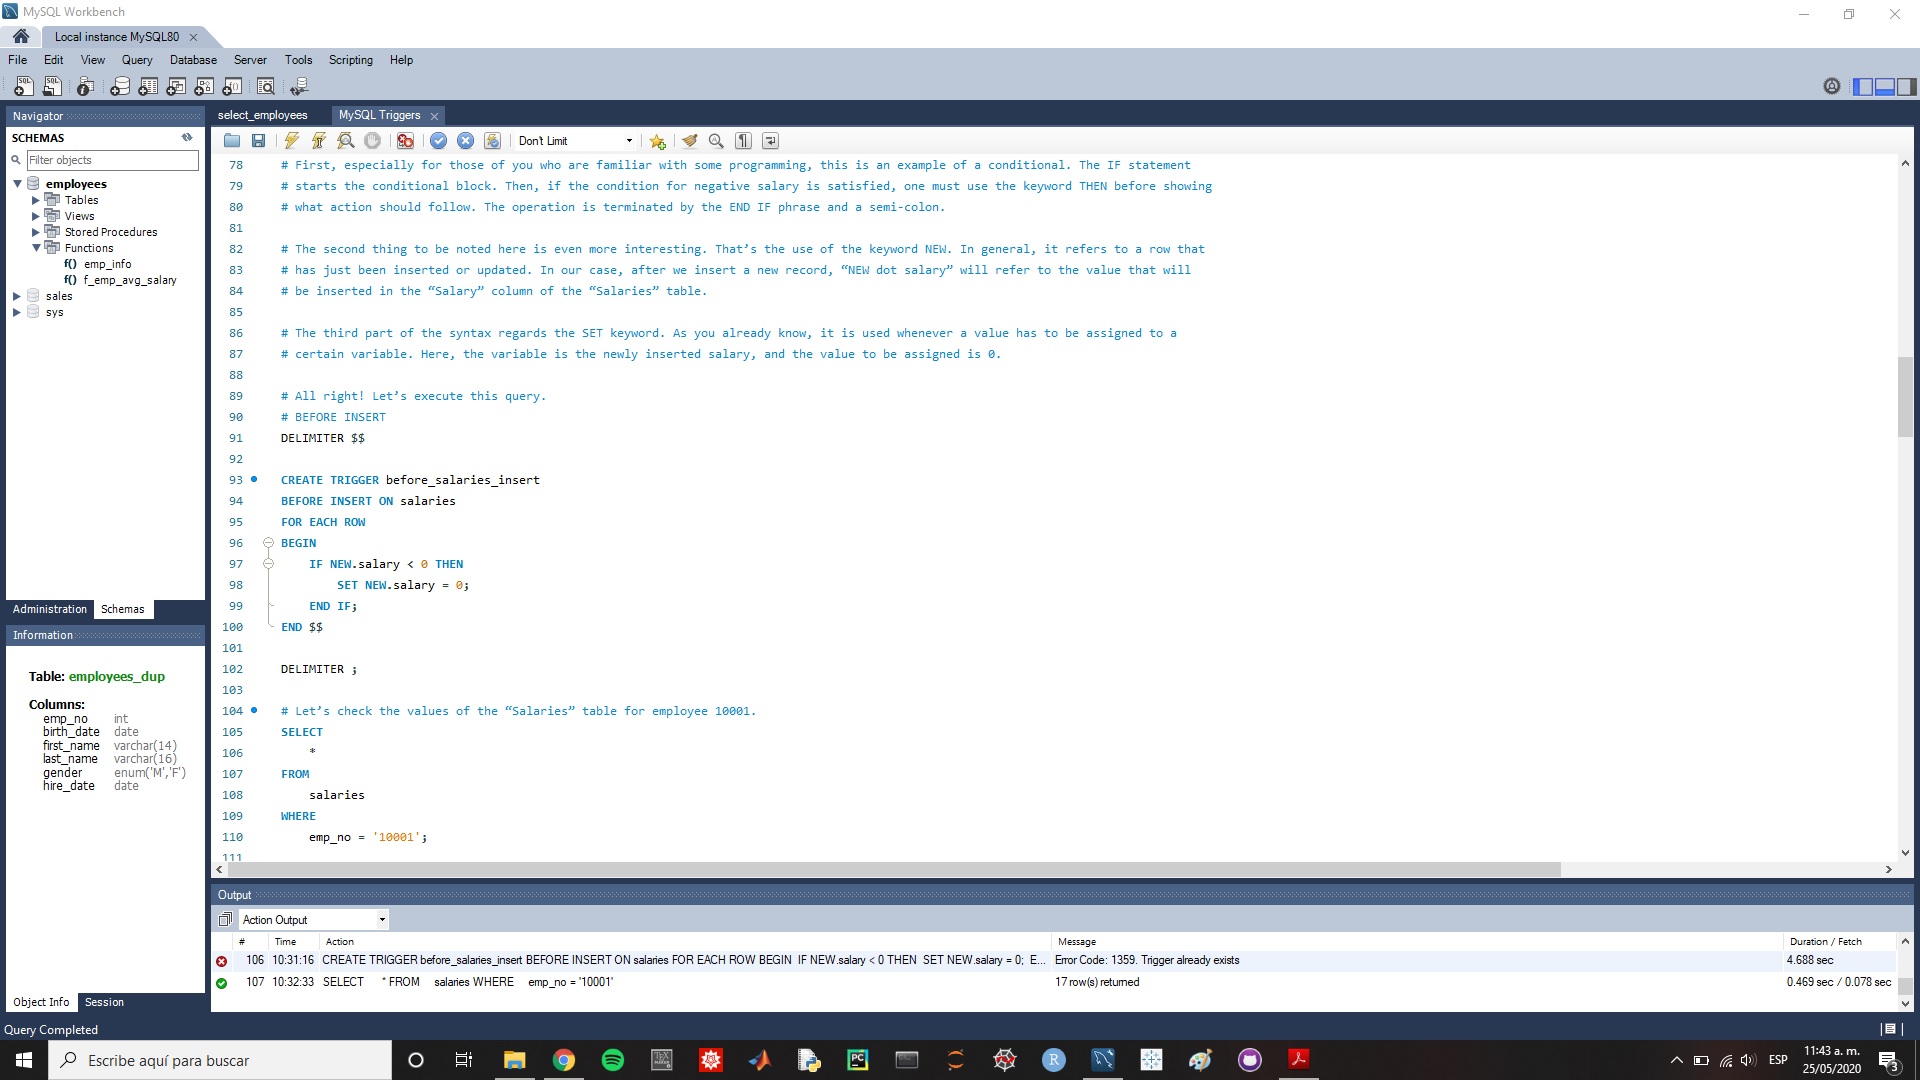 MySQL Workbench
Local instance MySQL80
File Edit View Query Database Server Tools Scripting Help
Navigator
SCHEMAS
Filter objects
employees
Tables
Views
Stored Procedures
Functions
f() emp_info
f() f_emp_avg_salary
sales
sys
Administration Schemas
Information
Table: employees_dup
Columns:
emp_no int
birth_date date
first_name varchar(14)
last_name varchar(16)
gender enum('M','F')
hire_date date
Object Info Session
select_employees MySQL Triggers
Don't Limit
78 # First, especially for those of you who are familiar with some programming, this is an example of a conditional. The IF statement
79 # starts the conditional block. Then, if the condition for negative salary is satisfied, one must use the keyword THEN before showing
80 # what action should follow. The operation is terminated by the END IF phrase and a semi-colon.
81
82 # The second thing to be noted here is even more interesting. That’s the use of the keyword NEW. In general, it refers to a row that
83 # has just been inserted or updated. In our case, after we insert a new record, “NEW dot salary” will refer to the value that will
84 # be inserted in the “Salary” column of the “Salaries” table.
85
86 # The third part of the syntax regards the SET keyword. As you already know, it is used whenever a value has to be assigned to a
87 # certain variable. Here, the variable is the newly inserted salary, and the value to be assigned is 0.
88
89 # All right! Let’s execute this query.
90 # BEFORE INSERT
91 DELIMITER $$
92
93 CREATE TRIGGER before_salaries_insert
94 BEFORE INSERT ON salaries
95 FOR EACH ROW
96 BEGIN
97 IF NEW.salary < 0 THEN
98 SET NEW.salary = 0;
99 END IF;
100 END $$
101
102 DELIMITER ;
103
104 # Let’s check the values of the “Salaries” table for employee 10001.
105 SELECT
106 *
107 FROM
108 salaries
109 WHERE
110 emp_no = '10001';
111
Output
Action Output
# Time Action Message Duration / Fetch
106 10:31:16 CREATE TRIGGER before_salaries_insert BEFORE INSERT ON salaries FOR EACH ROW BEGIN IF NEW.salary < 0 THEN SET NEW.salary = 0; E... Error Code: 1359. Trigger already exists 4.688 sec
107 10:32:33 SELECT * FROM salaries WHERE emp_no = '10001' 17 row(s) returned 0.469 sec / 0.078 sec
Query Completed
Escribe aquí para buscar
ESP
11:43 a. m.
25/05/2020
3